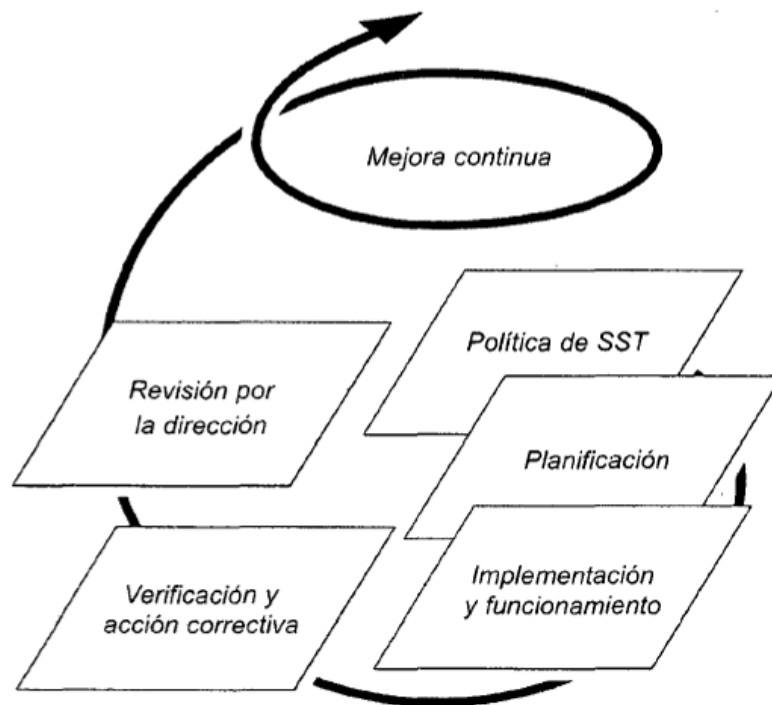 Mejora continua
Política de SST
Planificación
Implementación
y funcionamiento
Verificación y
acción correctiva
Revisión por
la dirección